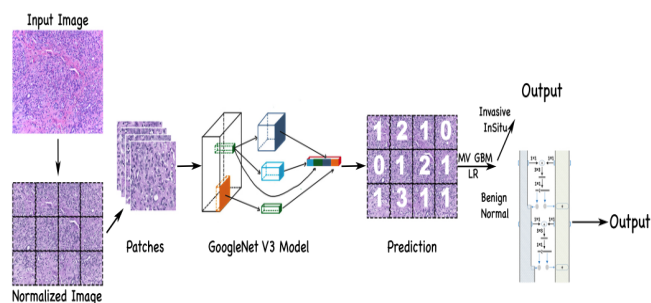 Input Image
Normalized Image
Patches
GoogleNet V3 Model
1 2 1 0
0 1 2 1
1 3 1 1
Prediction
MV GBM
LR
Output
Invasive
InSitu
Benign
Normal
Output